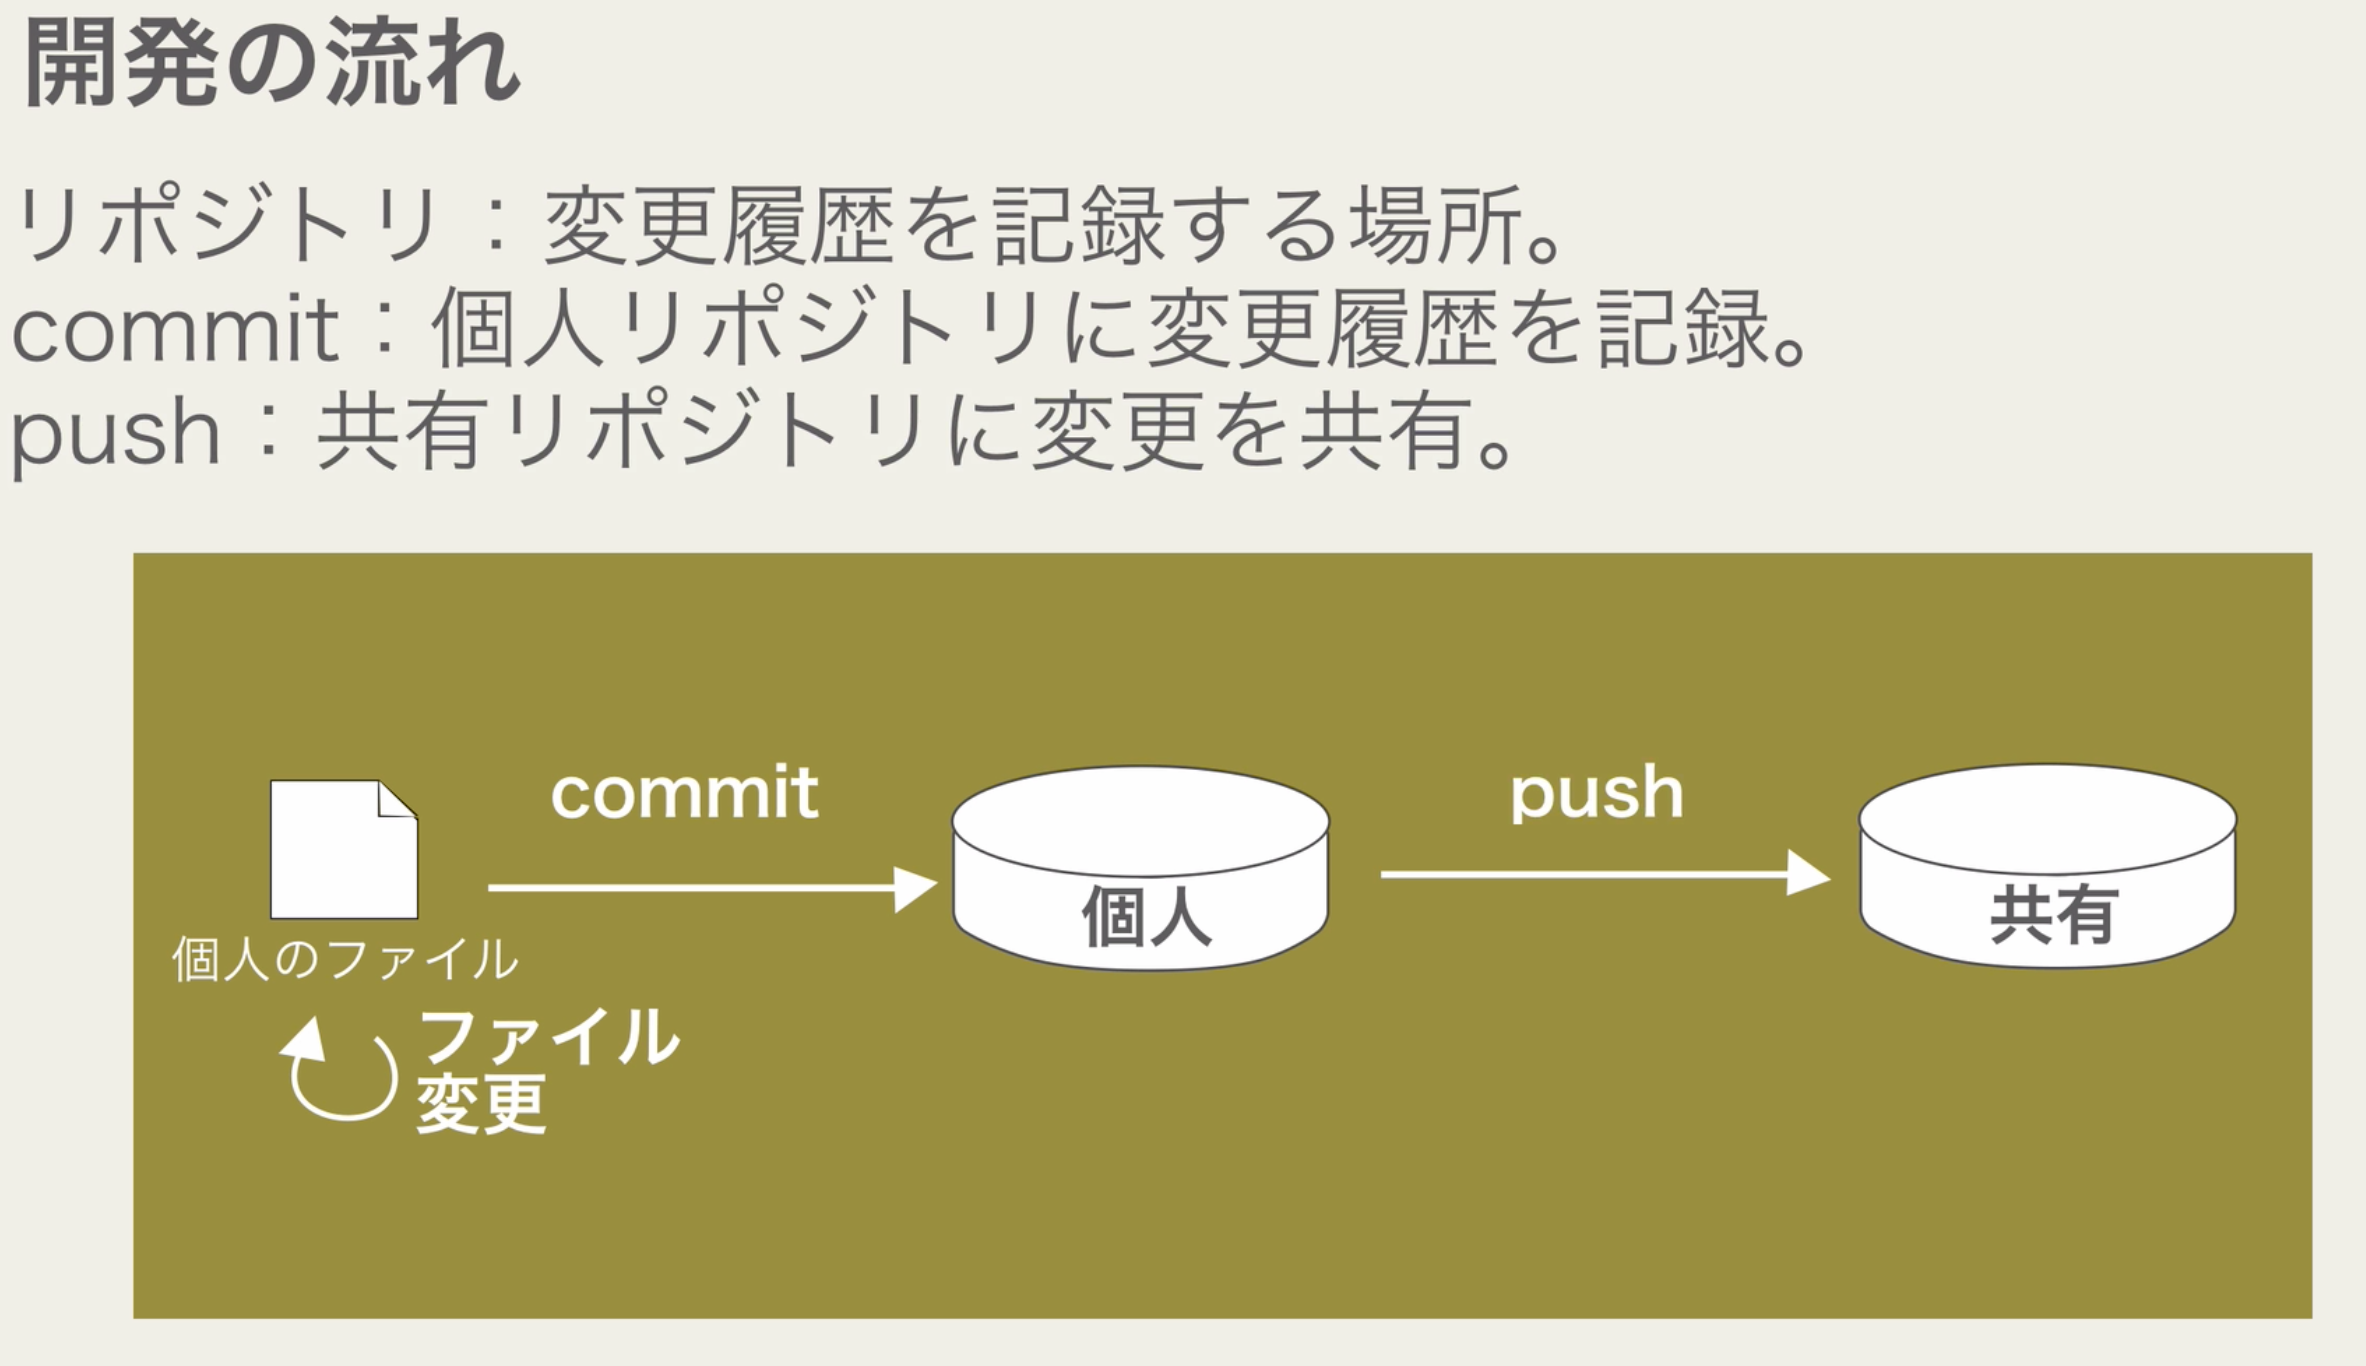 開発の流れ
リポジトリ：変更履歴を記録する場所。
commit：個人リポジトリに変更履歴を記録。
push：共有リポジトリに変更を共有。
commit
push
個人
共有
個人のファイル
ファイル
変更